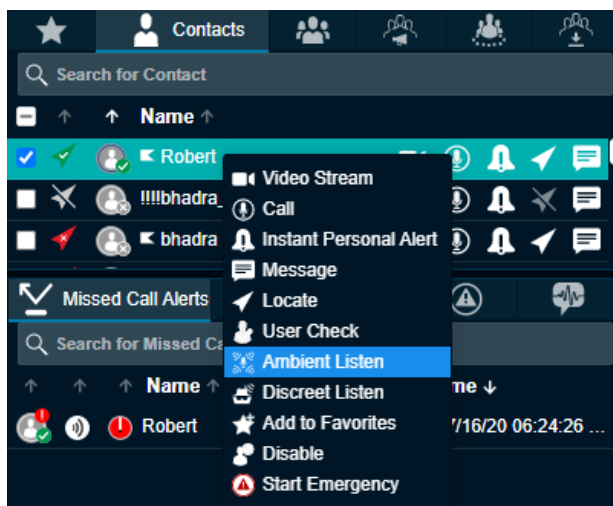 Contacts
Search for Contact
Name
Robert
!!!!bhadra_
bhadra
Video Stream
Call
Instant Personal Alert
Message
Locate
User Check
Ambient Listen
Discreet Listen
Add to Favorites
Disable
Start Emergency
Missed Call Alerts
Search for Missed Ca
Name
me
Robert
7/16/20 06:24:26 ...